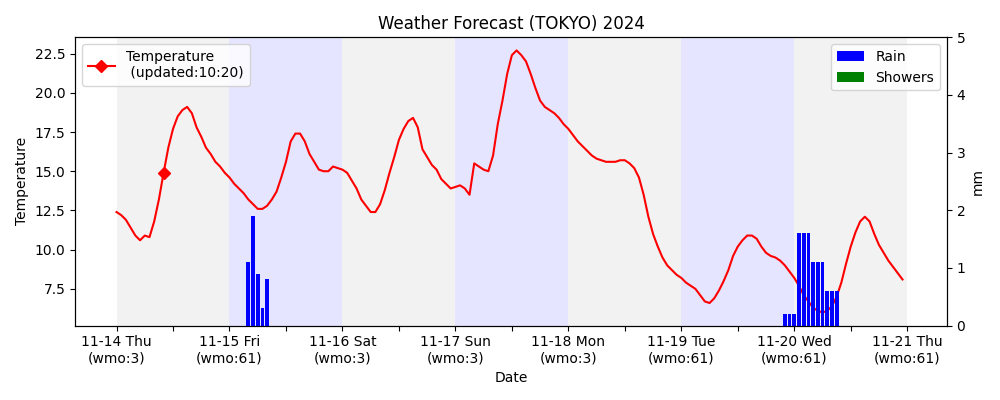 Weather Forecast (TOKYO) 2024
Temperature
(updated:10:20)
Rain
Showers
Temperature
22.5
20.0
17.5
15.0
12.5
10.0
7.5
5
4
3
2
1
0
mm
11-14 Thu
(wmo:3)
11-15 Fri
(wmo:61)
11-16 Sat
(wmo:3)
11-17 Sun
(wmo:3)
11-18 Mon
(wmo:3)
11-19 Tue
(wmo:61)
11-20 Wed
(wmo:61)
11-21 Thu
(wmo:61)
Date